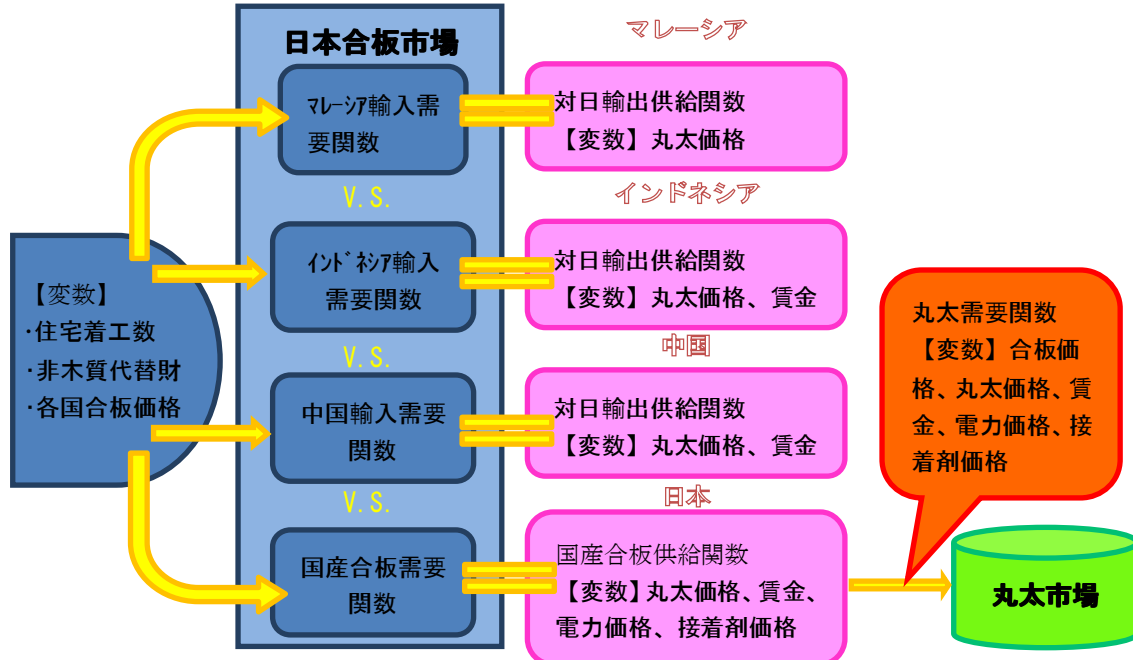 日本合板市場
マレーシア
ﾏﾚｰｼｱ輸入需
要関数
対日輸出供給関数
【変数】丸太価格
V.S.
インドネシア
ｲﾝﾄﾞﾈｼｱ輸入
需要関数
対日輸出供給関数
【変数】丸太価格、賃金
【変数】
・住宅着工数
・非木質代替財
・各国合板価格
V.S.
中国
中国輸入需要
関数
対日輸出供給関数
【変数】丸太価格、賃金
V.S.
日本
国産合板需要
関数
国産合板供給関数
【変数】丸太価格、賃金、
電力価格、接着剤価格
丸太需要関数
【変数】合板価
格、丸太価格、賃
金、電力価格、接
着剤価格
丸太市場